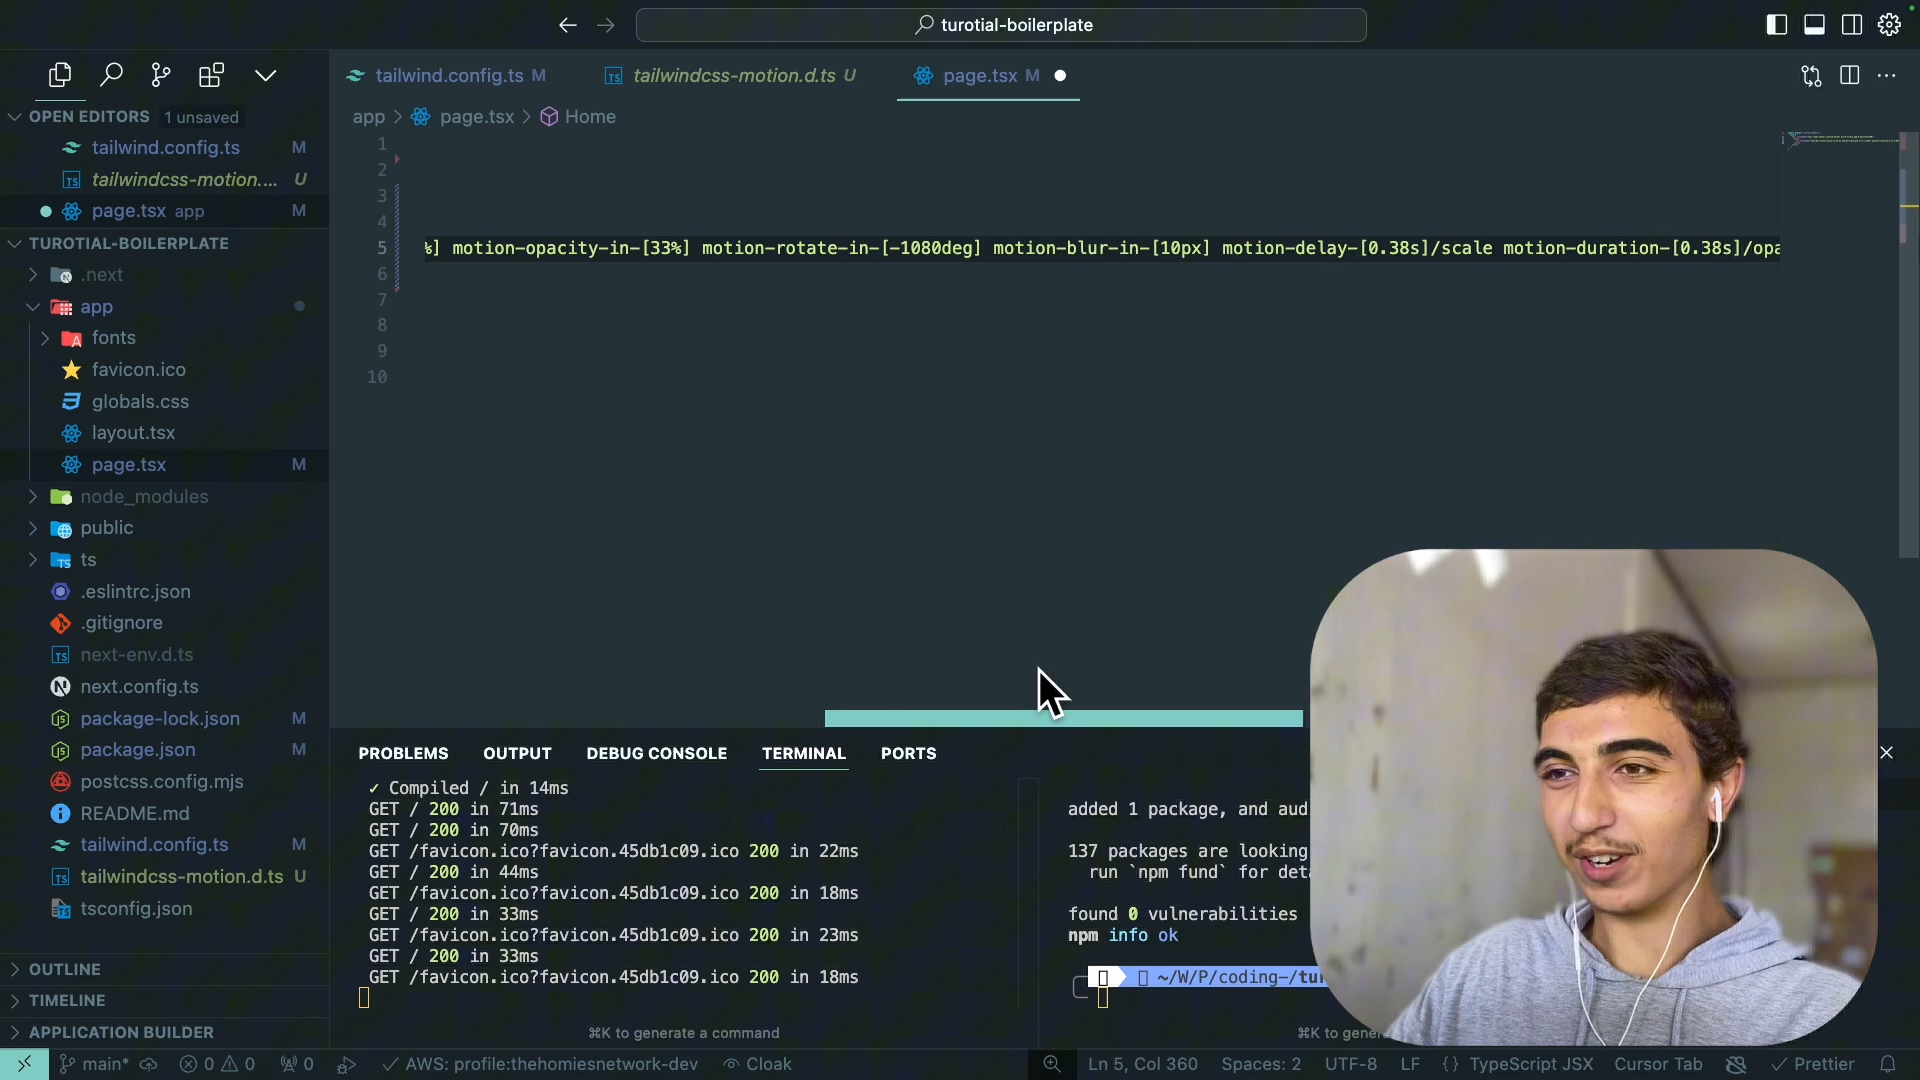 turotial-boilerplate
tailwind.config.ts M
tailwindcss-motion.d.ts U
page.tsx M
OPEN EDITORS 1 unsaved
app > page.tsx > Home
tailwind.config.ts M
tailwindcss-motion.... U
page.tsx app M
1
2
3
4
5 %] motion-opacity-in-[33%] motion-rotate-in-[-1080deg] motion-blur-in-[10px] motion-delay-[0.38s]/scale motion-duration-[0.38s]/opa
6
7
8
9
10
TUROTIAL-BOILERPLATE
.next
app
fonts
favicon.ico
globals.css
layout.tsx
page.tsx M
node_modules
public
ts
.eslintrc.json
.gitignore
next-env.d.ts
next.config.ts
package-lock.json M
package.json M
postcss.config.mjs
README.md
tailwind.config.ts M
tailwindcss-motion.d.ts U
tsconfig.json
OUTLINE
TIMELINE
APPLICATION BUILDER
PROBLEMS OUTPUT DEBUG CONSOLE TERMINAL PORTS
✓ Compiled / in 14ms
GET / 200 in 71ms
GET / 200 in 70ms
GET /favicon.ico?favicon.45db1c09.ico 200 in 22ms
GET / 200 in 44ms
GET /favicon.ico?favicon.45db1c09.ico 200 in 18ms
GET / 200 in 33ms
GET /favicon.ico?favicon.45db1c09.ico 200 in 23ms
GET / 200 in 33ms
GET /favicon.ico?favicon.45db1c09.ico 200 in 18ms
⌘K to generate a command
added 1 package, and aud
137 packages are looking
run `npm fund` for deta
found 0 vulnerabilities
npm info ok
~/W/P/coding-/tu
⌘K to gene
main* 0 0 0 AWS: profile:thehomiesnetwork-dev Cloak
Ln 5, Col 360 Spaces: 2 UTF-8 LF {} TypeScript JSX Cursor Tab Prettier